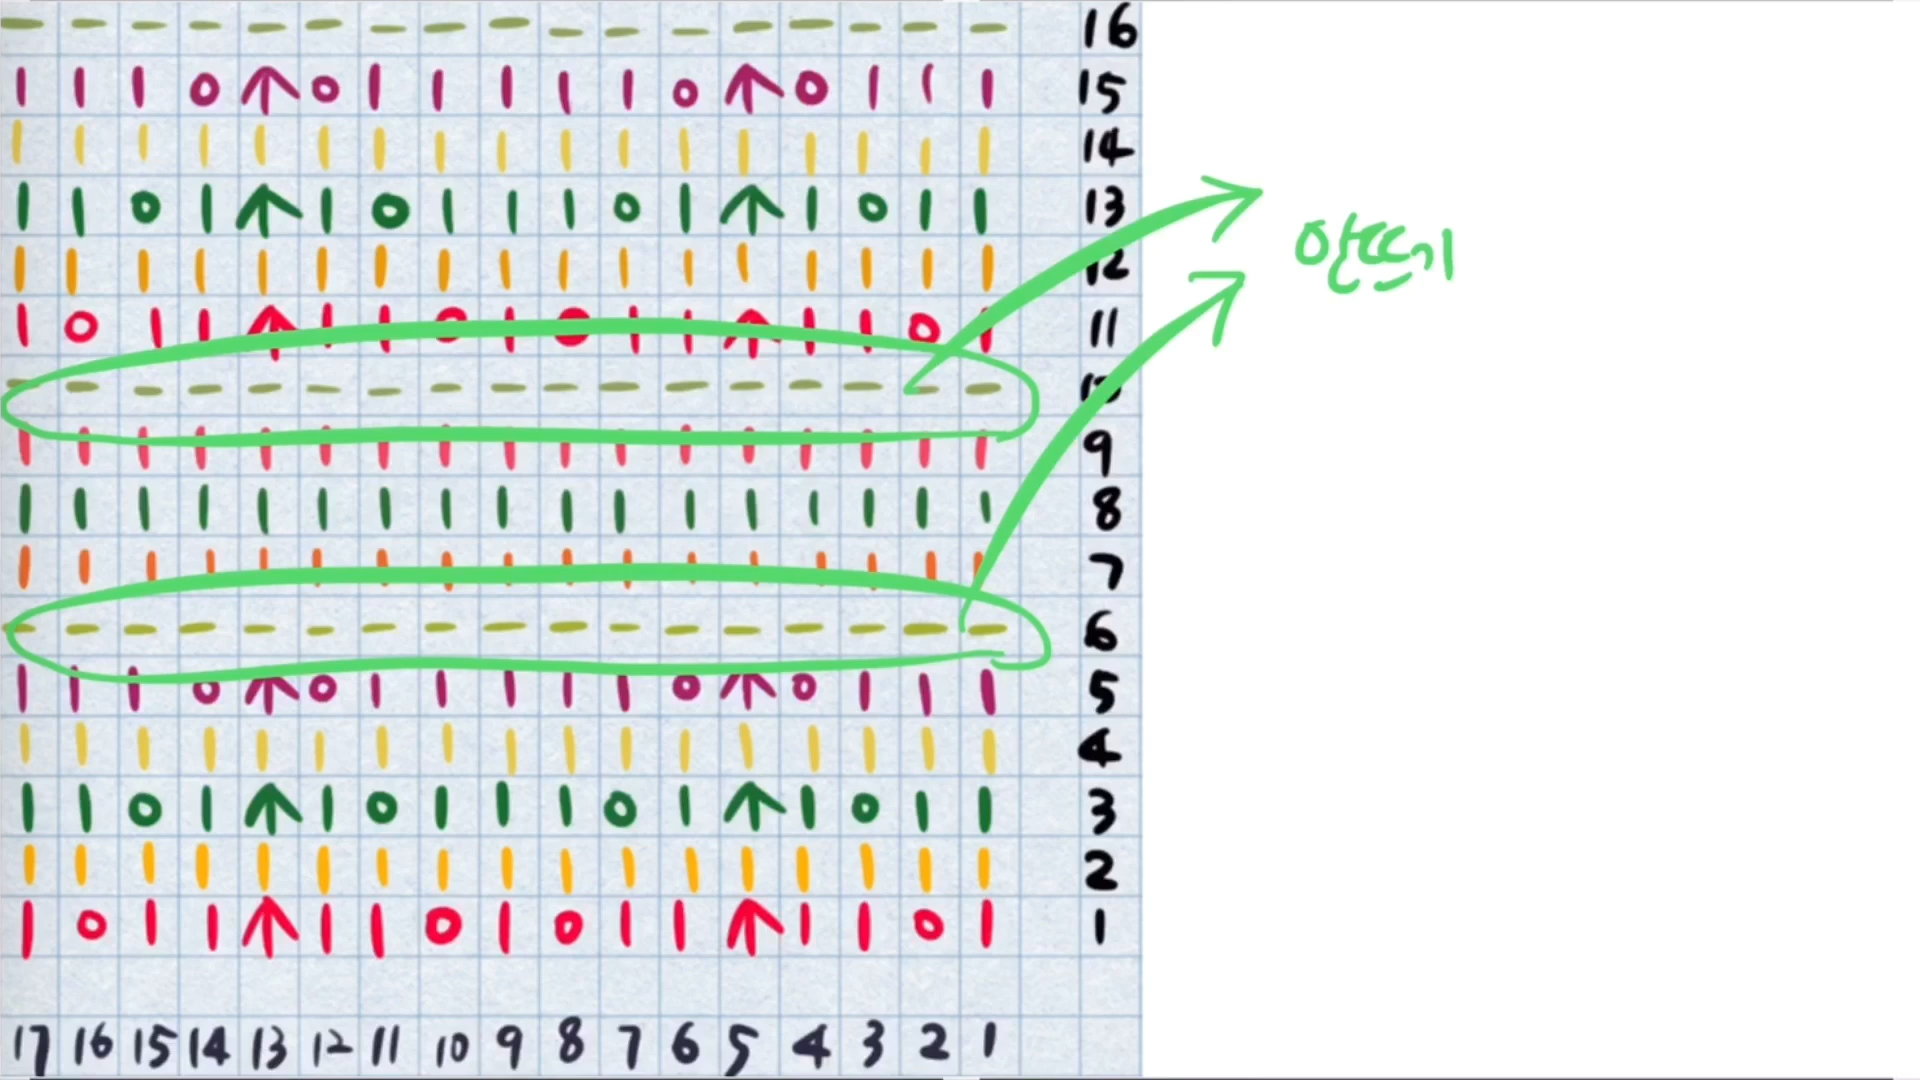 — — — — — — — — — — — — — — — — — 16
| | | O ↑ O | | | | | O ↑ O | | | 15
| | | | | | | | | | | | | | | | | 14
| | O | ↑ | O | | | O | ↑ | O | | 13
| | | | | | | | | | | | | | | | | 12
안뜨기
| O | | ↑ | | O | O | | ↑ | | O | 11
— — — — — — — — — — — — — — — — — 10
| | | | | | | | | | | | | | | | | 9
| | | | | | | | | | | | | | | | | 8
| | | | | | | | | | | | | | | | | 7
— — — — — — — — — — — — — — — — — 6
| | | O ↑ O | | | | | O ↑ O | | | 5
| | | | | | | | | | | | | | | | | 4
| | O | ↑ | O | | | O | ↑ | O | | 3
| | | | | | | | | | | | | | | | | 2
| O | | ↑ | | O | O | | ↑ | | O | 1
17 16 15 14 13 12 11 10 9 8 7 6 5 4 3 2 1